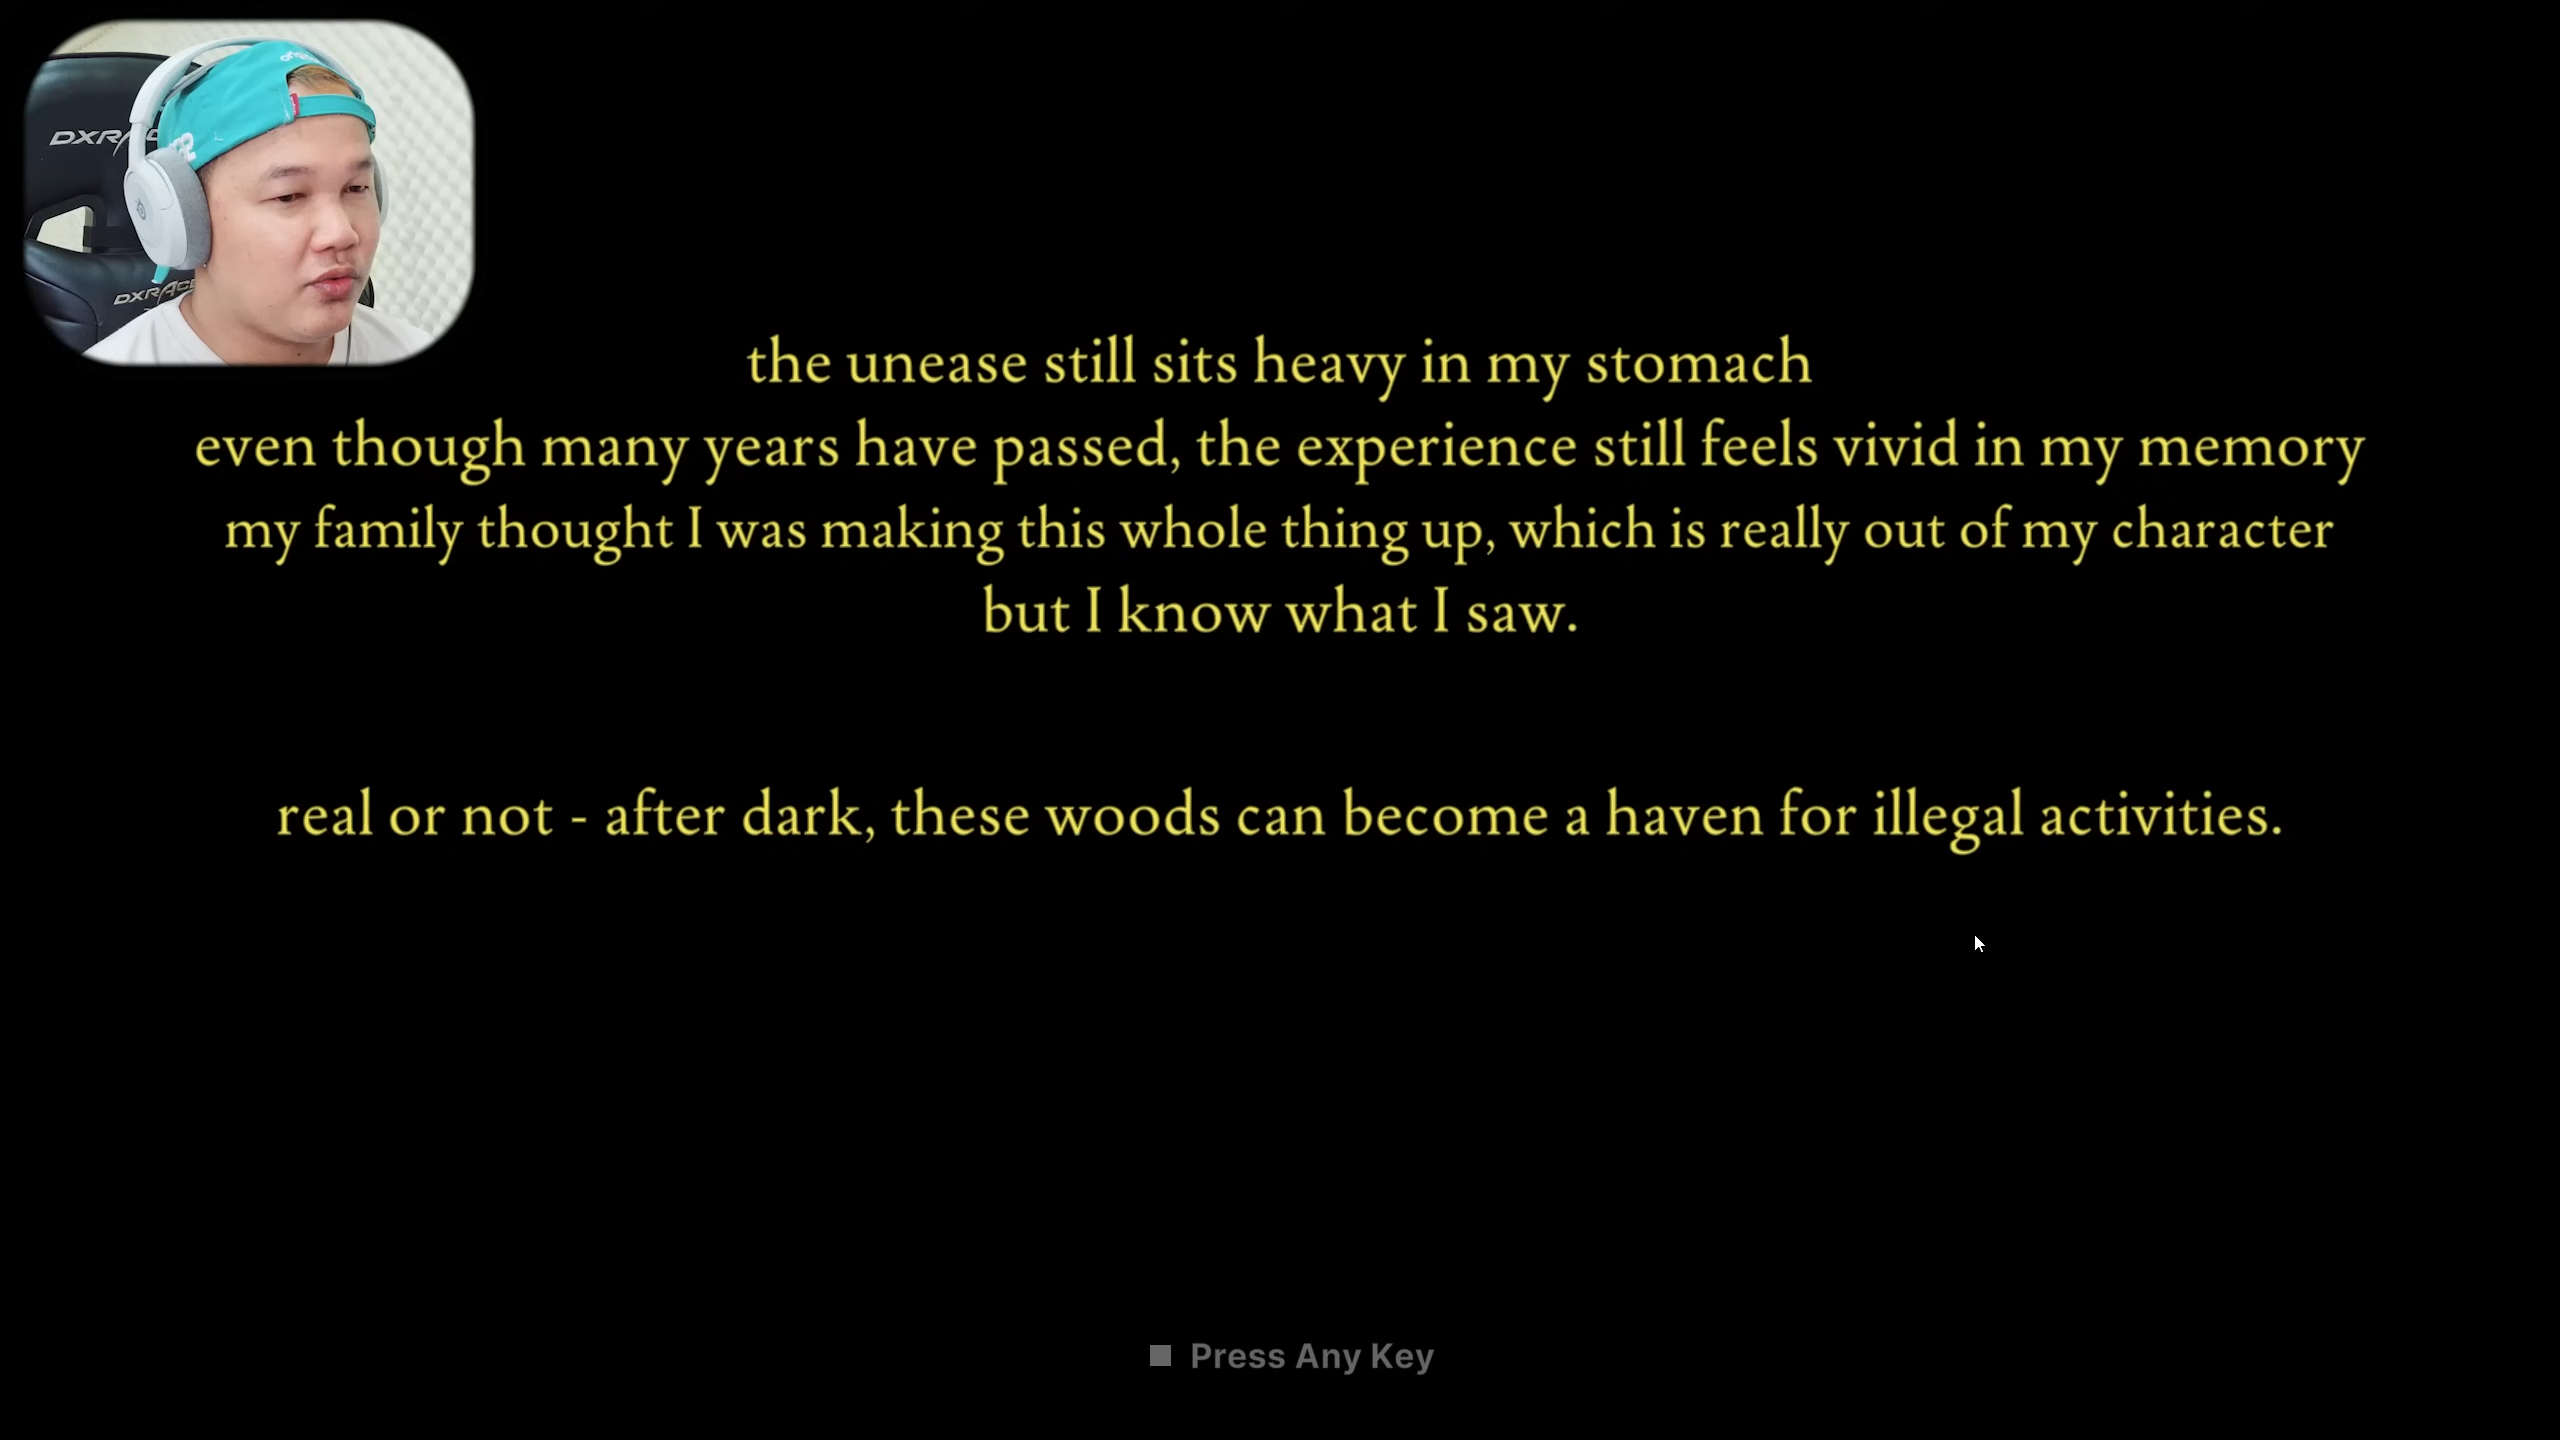 DXRAC
DXRACE
the unease still sits heavy in my stomach
even though many years have passed, the experience still feels vivid in my memory
my family thought I was making this whole thing up, which is really out of my character
but I know what I saw.
real or not - after dark, these woods can become a haven for illegal activities.
Press Any Key